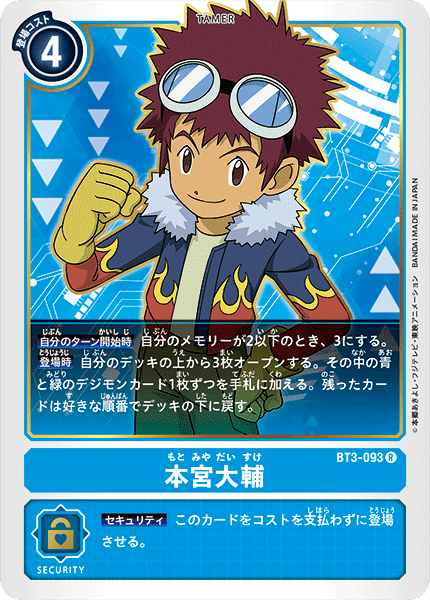 TAMER
登場コスト
4
©本郷あきよし・フジテレビ・東映アニメーション BANDAI MADE IN JAPAN
自分のターン開始時 自分のメモリーが2以下のとき、3にする。
登場時 自分のデッキの上から3枚オープンする。その中の青
と緑のデジモンカード1枚ずつを手札に加える。残ったカー
ドは好きな順番でデッキの下に戻す。
BT3-093 R
もとみやだいすけ
本宮大輔
セキュリティ このカードをコストを支払わずに登場
させる。
SECURITY